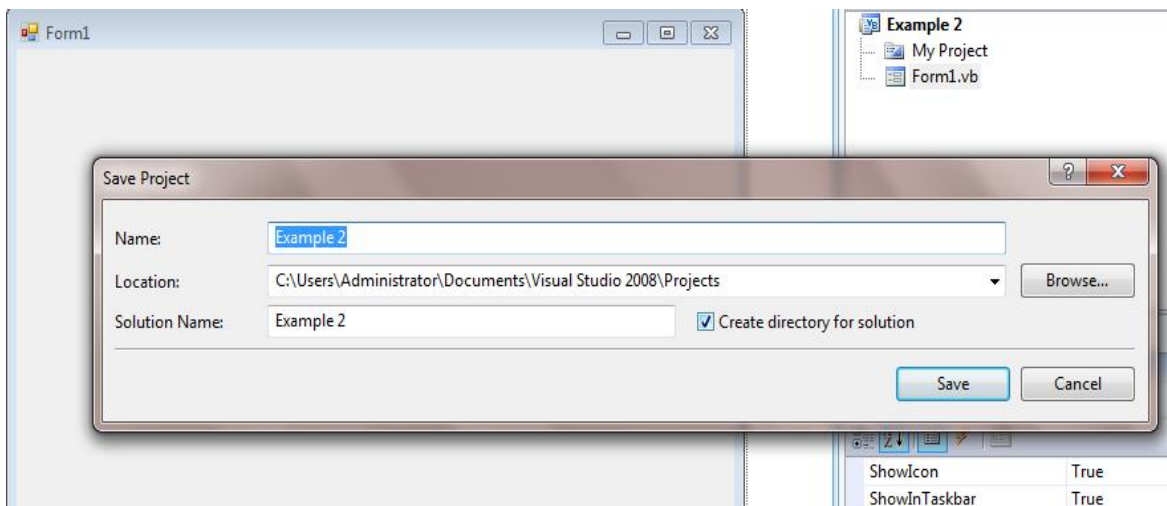 Form1
Example 2
My Project
Form1.vb
Save Project
Name:
Example 2
Location:
C:\Users\Administrator\Documents\Visual Studio 2008\Projects
Browse...
Solution Name:
Example 2
Create directory for solution
Save
Cancel
ShowIcon
True
ShowInTaskbar
True